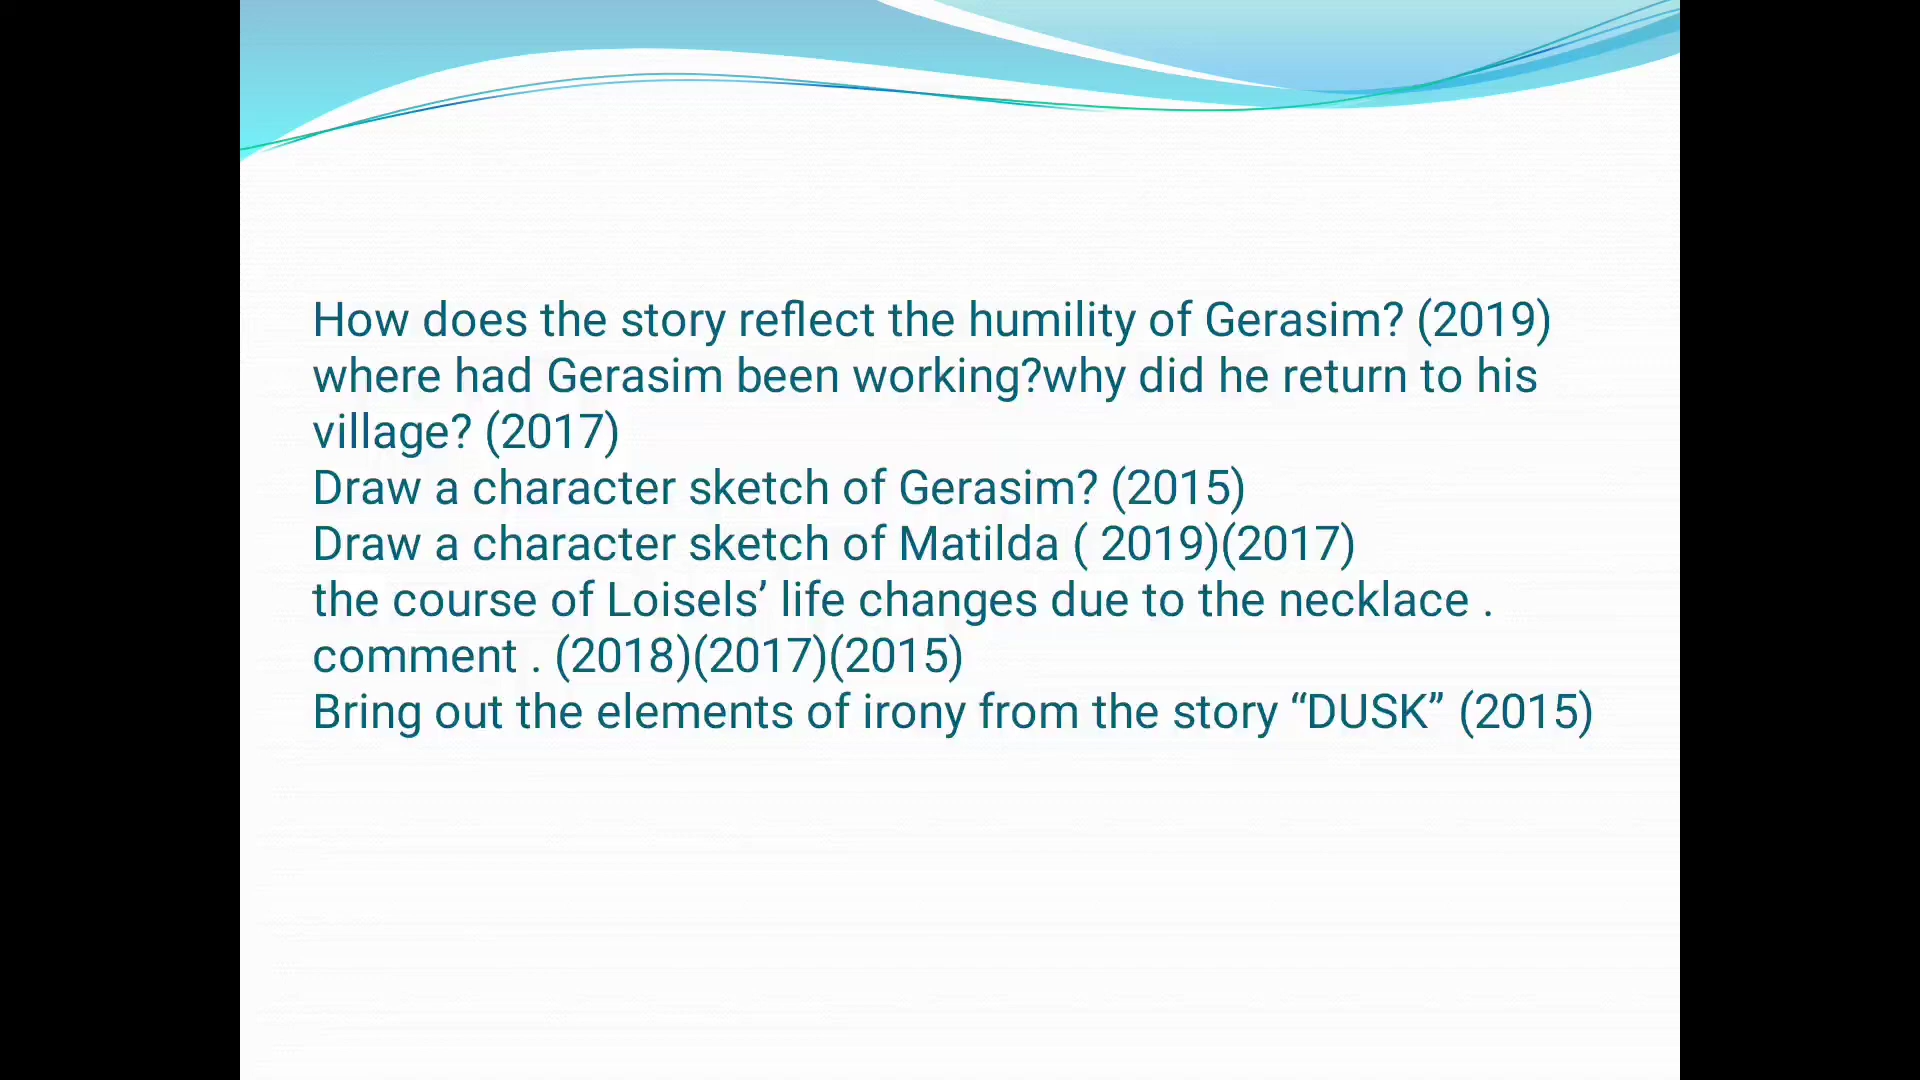 How does the story reflect the humility of Gerasim? (2019)
where had Gerasim been working?why did he return to his
village? (2017)
Draw a character sketch of Gerasim? (2015)
Draw a character sketch of Matilda ( 2019)(2017)
the course of Loisels’ life changes due to the necklace .
comment . (2018)(2017)(2015)
Bring out the elements of irony from the story “DUSK” (2015)